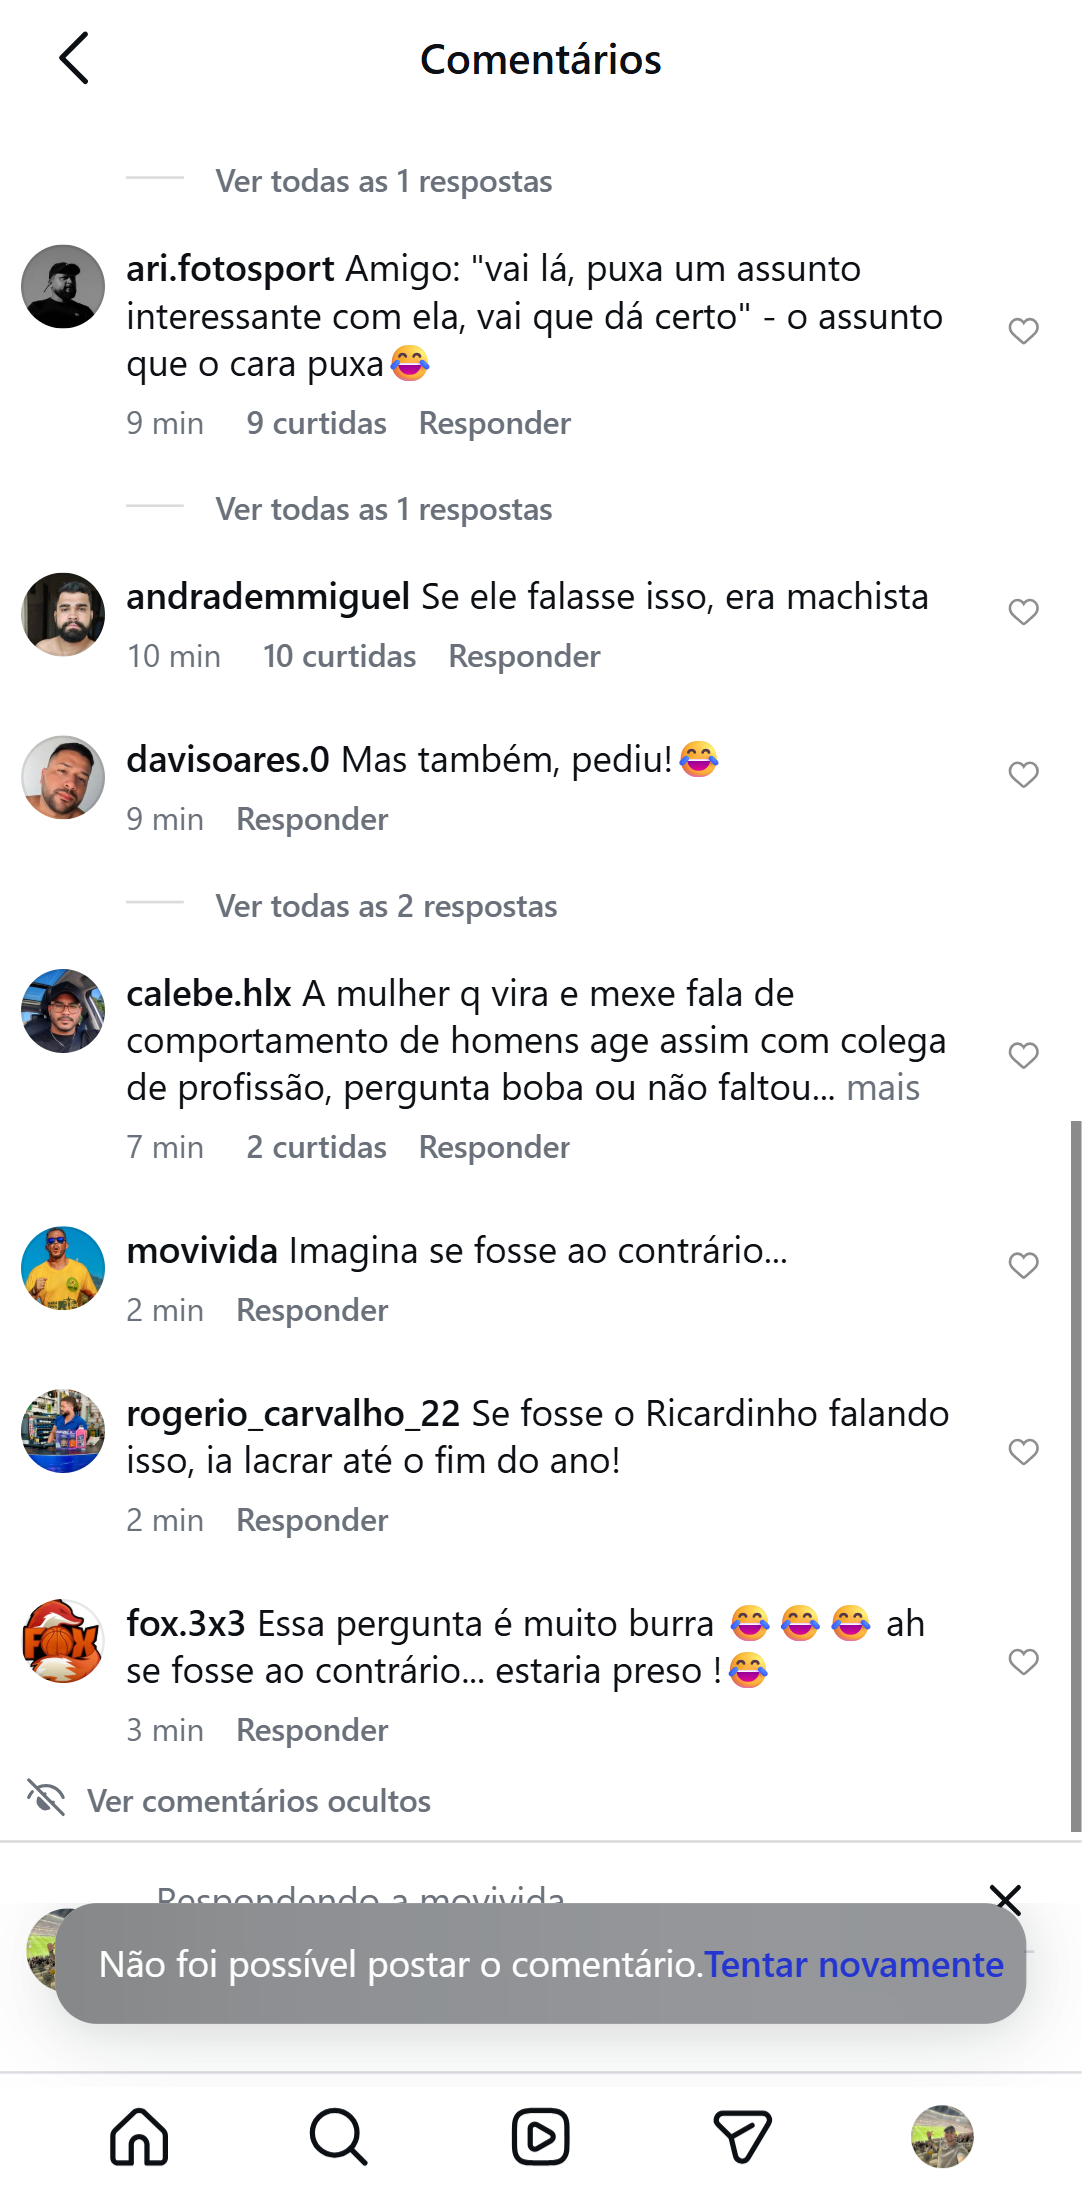 Comentários
Ver todas as 1 respostas
ari.fotosport Amigo: "vai lá, puxa um assunto
interessante com ela, vai que dá certo" - o assunto
que o cara puxa😂
9 min 9 curtidas Responder
Ver todas as 1 respostas
andrademmiguel Se ele falasse isso, era machista
10 min 10 curtidas Responder
davisoares.0 Mas também, pediu!😂
9 min Responder
Ver todas as 2 respostas
calebe.hlx A mulher q vira e mexe fala de
comportamento de homens age assim com colega
de profissão, pergunta boba ou não faltou... mais
7 min 2 curtidas Responder
movivida Imagina se fosse ao contrário...
2 min Responder
rogerio_carvalho_22 Se fosse o Ricardinho falando
isso, ia lacrar até o fim do ano!
2 min Responder
FOX
fox.3x3 Essa pergunta é muito burra 😂😂😂 ah
se fosse ao contrário... estaria preso !😂
3 min Responder
Ver comentários ocultos
Respondendo a movivida
Não foi possível postar o comentário.Tentar novamente